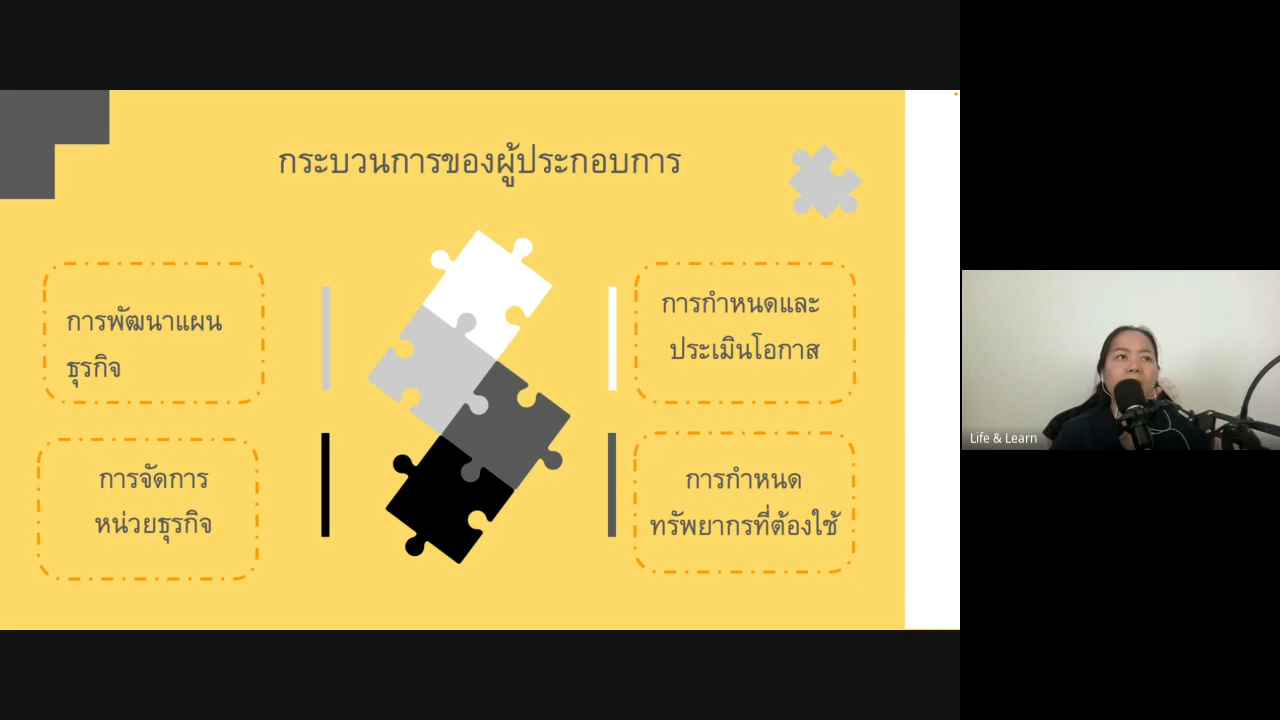 กระบวนการของผู้ประกอบการ
การพัฒนาแผน
ธุรกิจ
การกำหนดและ
ประเมินโอกาส
การจัดการ
หน่วยธุรกิจ
การกำหนด
ทรัพยากรที่ต้องใช้
Life & Learn